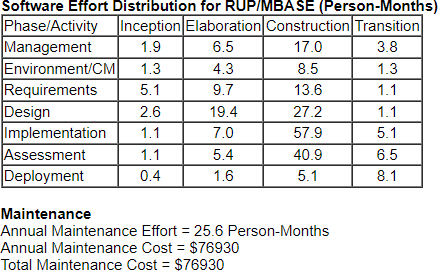 Software Effort Distribution for RUP/MBASE (Person-Months)
Phase/Activity Inception Elaboration Construction Transition
Management 1.9 6.5 17.0 3.8
Environment/CM 1.3 4.3 8.5 1.3
Requirements 5.1 9.7 13.6 1.1
Design 2.6 19.4 27.2 1.1
Implementation 1.1 7.0 57.9 5.1
Assessment 1.1 5.4 40.9 6.5
Deployment 0.4 1.6 5.1 8.1
Maintenance
Annual Maintenance Effort = 25.6 Person-Months
Annual Maintenance Cost = $76930
Total Maintenance Cost = $76930